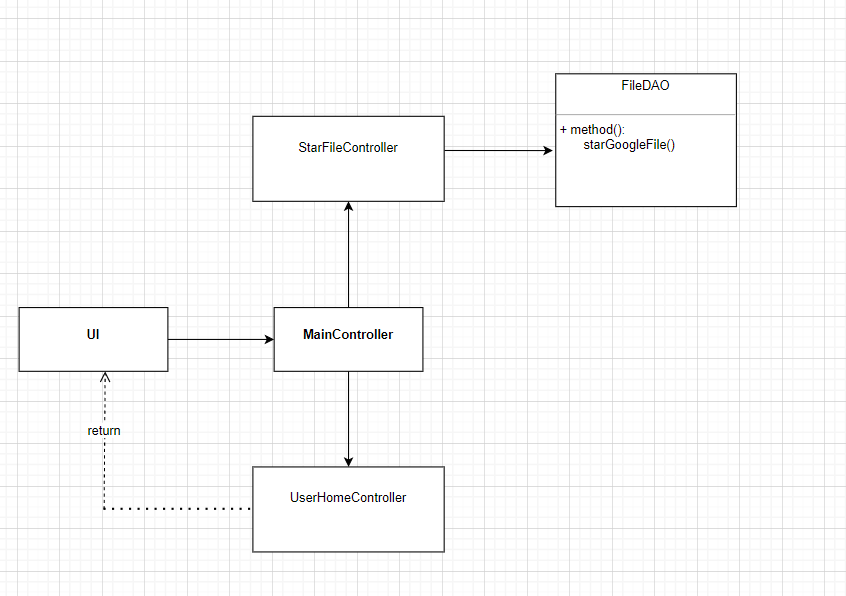 FileDAO
+ method():
starGoogleFile()
StarFileController
UI
MainController
return
UserHomeController